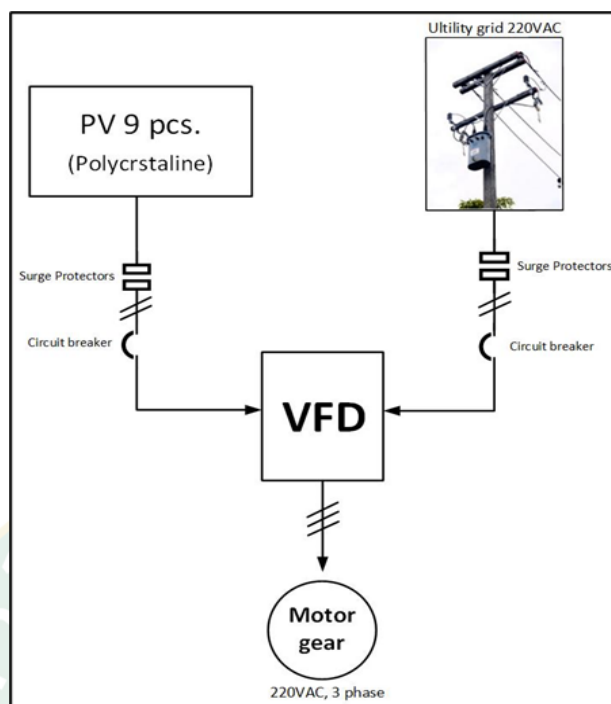 Ultility grid 220VAC
PV 9 pcs.
(Polycrstaline)
Surge Protectors
Surge Protectors
Circuit breaker
Circuit breaker
VFD
Motor
gear
220VAC, 3 phase